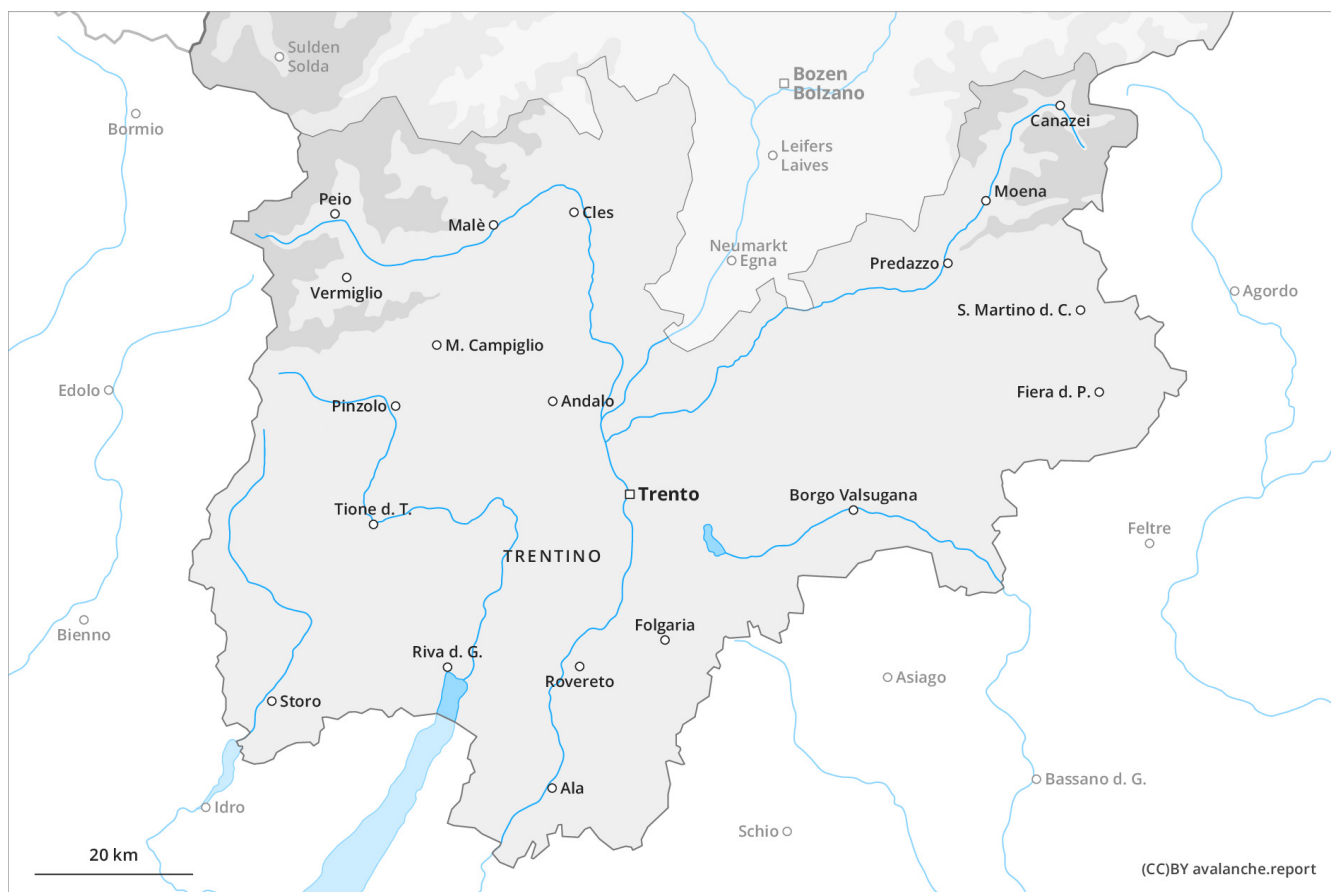 Sulden
Solda
Bozen
Bolzano
Bormio
Canazei
Leifers
Laives
Peio
Moena
Malè
Cles
Neumarkt
Egna
Predazzo
Vermiglio
Agordo
S. Martino d. C.
M. Campiglio
Edolo
Fiera d. P.
Pinzolo
Andalo
Trento
Borgo Valsugana
Tione d. T.
Feltre
TRENTINO
Bienno
Folgaria
Riva d. G.
Rovereto
Asiago
Storo
Bassano d. G.
Ala
Idro
Schio
20 km
(CC)BY avalanche.report